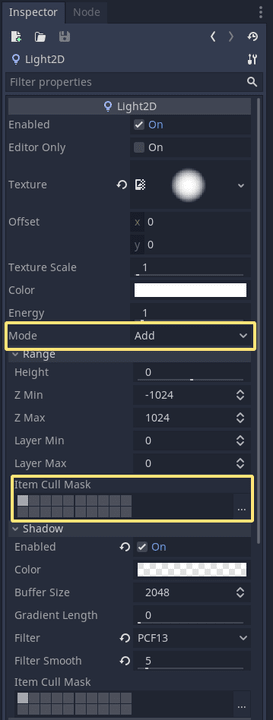 Inspector Node
Light2D
Filter properties
Light2D
Enabled On
Editor Only On
Texture
Offset x 0
y 0
Texture Scale 1
Color
Energy 1
Mode Add
Range
Height 0
Z Min -1024
Z Max 1024
Layer Min 0
Layer Max 0
Item Cull Mask
...
Shadow
Enabled On
Color
Buffer Size 2048
Gradient Length 0
Filter PCF13
Filter Smooth 5
Item Cull Mask
...